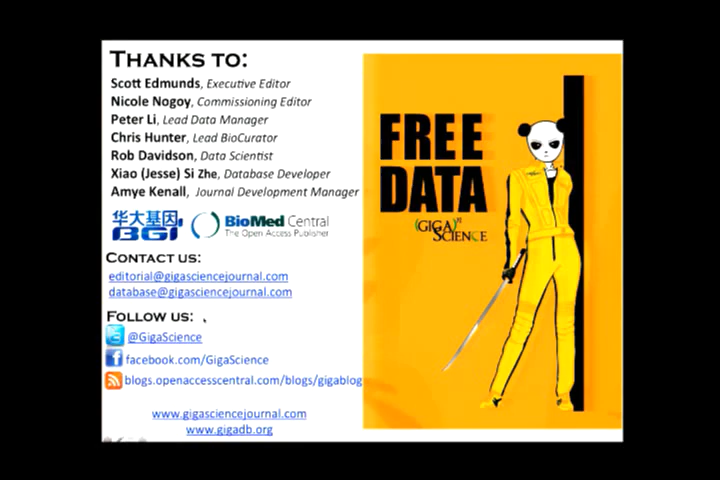 THANKS TO:
Scott Edmunds, Executive Editor
Nicole Nogoy, Commissioning Editor
Peter Li, Lead Data Manager
Chris Hunter, Lead BioCurator
Rob Davidson, Data Scientist
Xiao (Jesse) Si Zhe, Database Developer
Amye Kenall, Journal Development Manager
华大基因
BGI
BioMed Central
The Open Access Publisher
CONTACT US:
editorial@gigasciencejournal.com
database@gigasciencejournal.com
FOLLOW US:
@GigaScience
facebook.com/GigaScience
blogs.openaccesscentral.com/blogs/gigablog
www.gigasciencejournal.com
www.gigadb.org
FREE
DATA
(GIGA)
SCIENCE